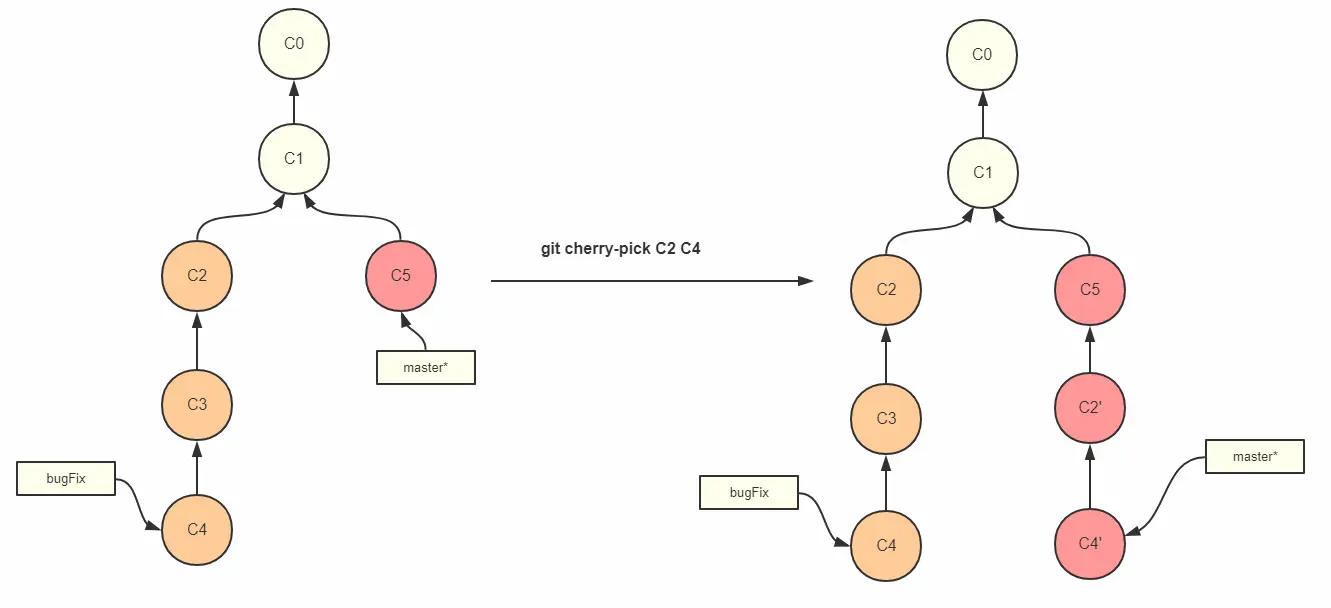 C0
C1
C2
C5
master*
C3
bugFix
C4
git cherry-pick C2 C4
C0
C1
C2
C5
C3
C2'
master*
bugFix
C4
C4'